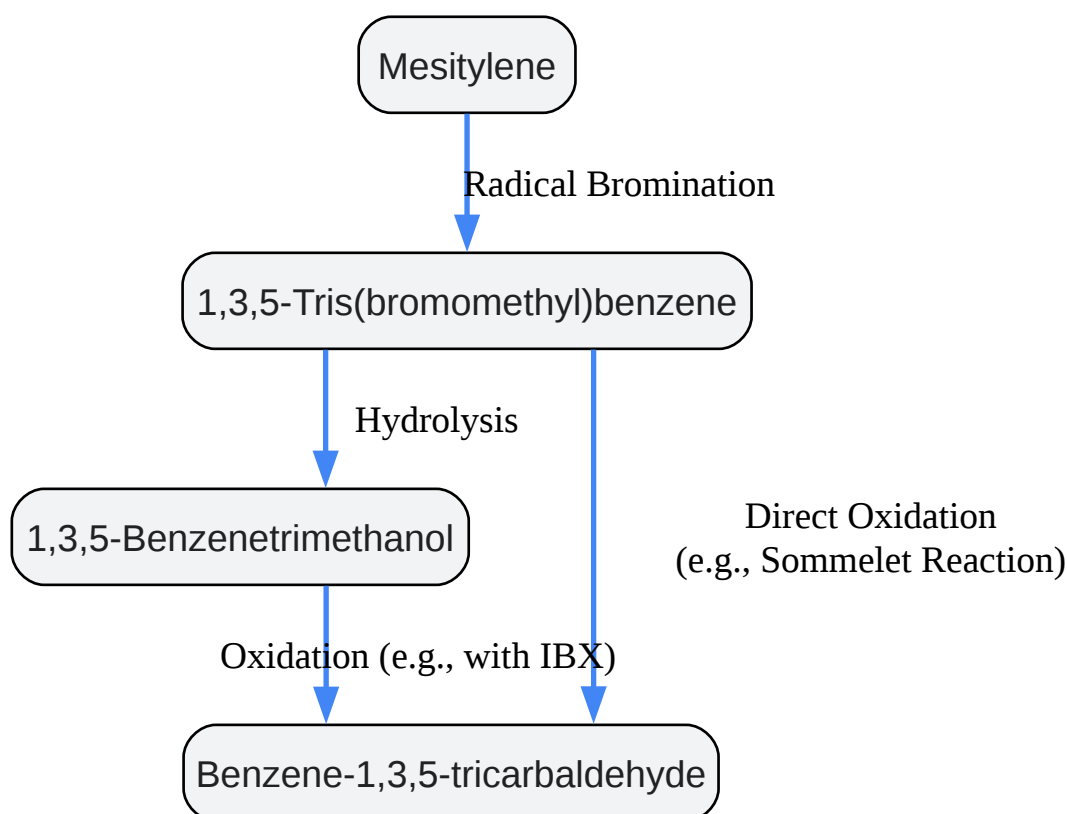 Mesitylene
Radical Bromination
1,3,5-Tris(bromomethyl)benzene
Hydrolysis
1,3,5-Benzenetrimethanol
Direct Oxidation
(e.g., Sommelet Reaction)
Oxidation (e.g., with IBX)
Benzene-1,3,5-tricarbaldehyde